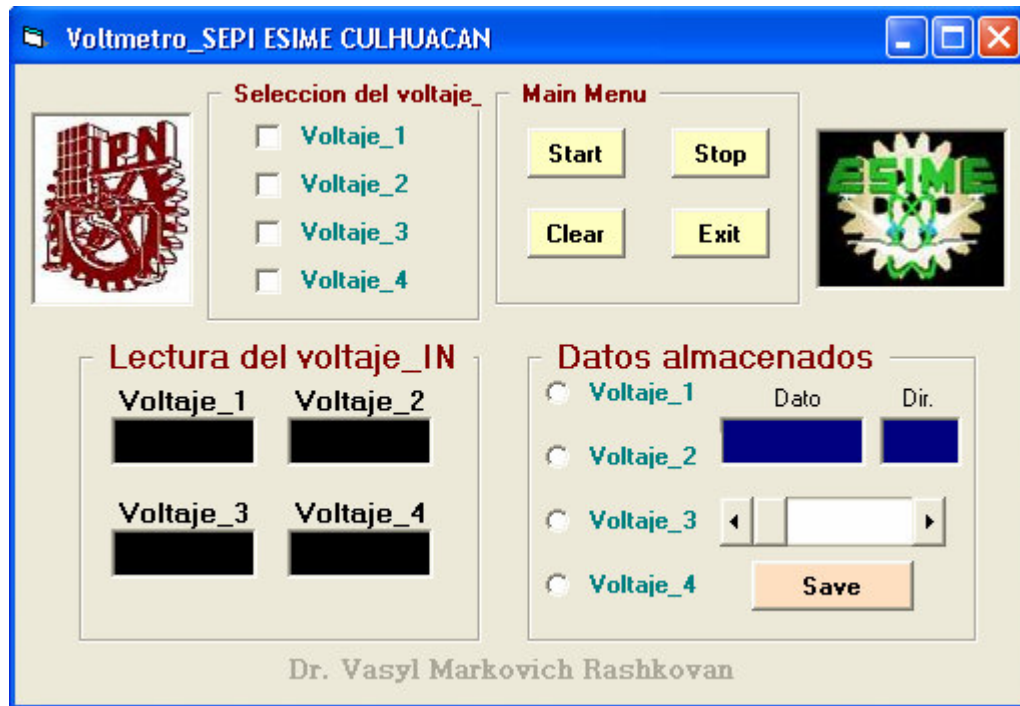 Voltmetro_SEPI ESIME CULHUACAN
IPN
Seleccion del voltaje_
Voltaje_1
Voltaje_2
Voltaje_3
Voltaje_4
Main Menu
Start Stop
Clear Exit
ESIME
Lectura del voltaje_IN
Voltaje_1 Voltaje_2
Voltaje_3 Voltaje_4
Datos almacenados
Voltaje_1
Voltaje_2
Voltaje_3
Voltaje_4
Dato Dir.
Save
Dr. Vasyl Markovich Rashkovan